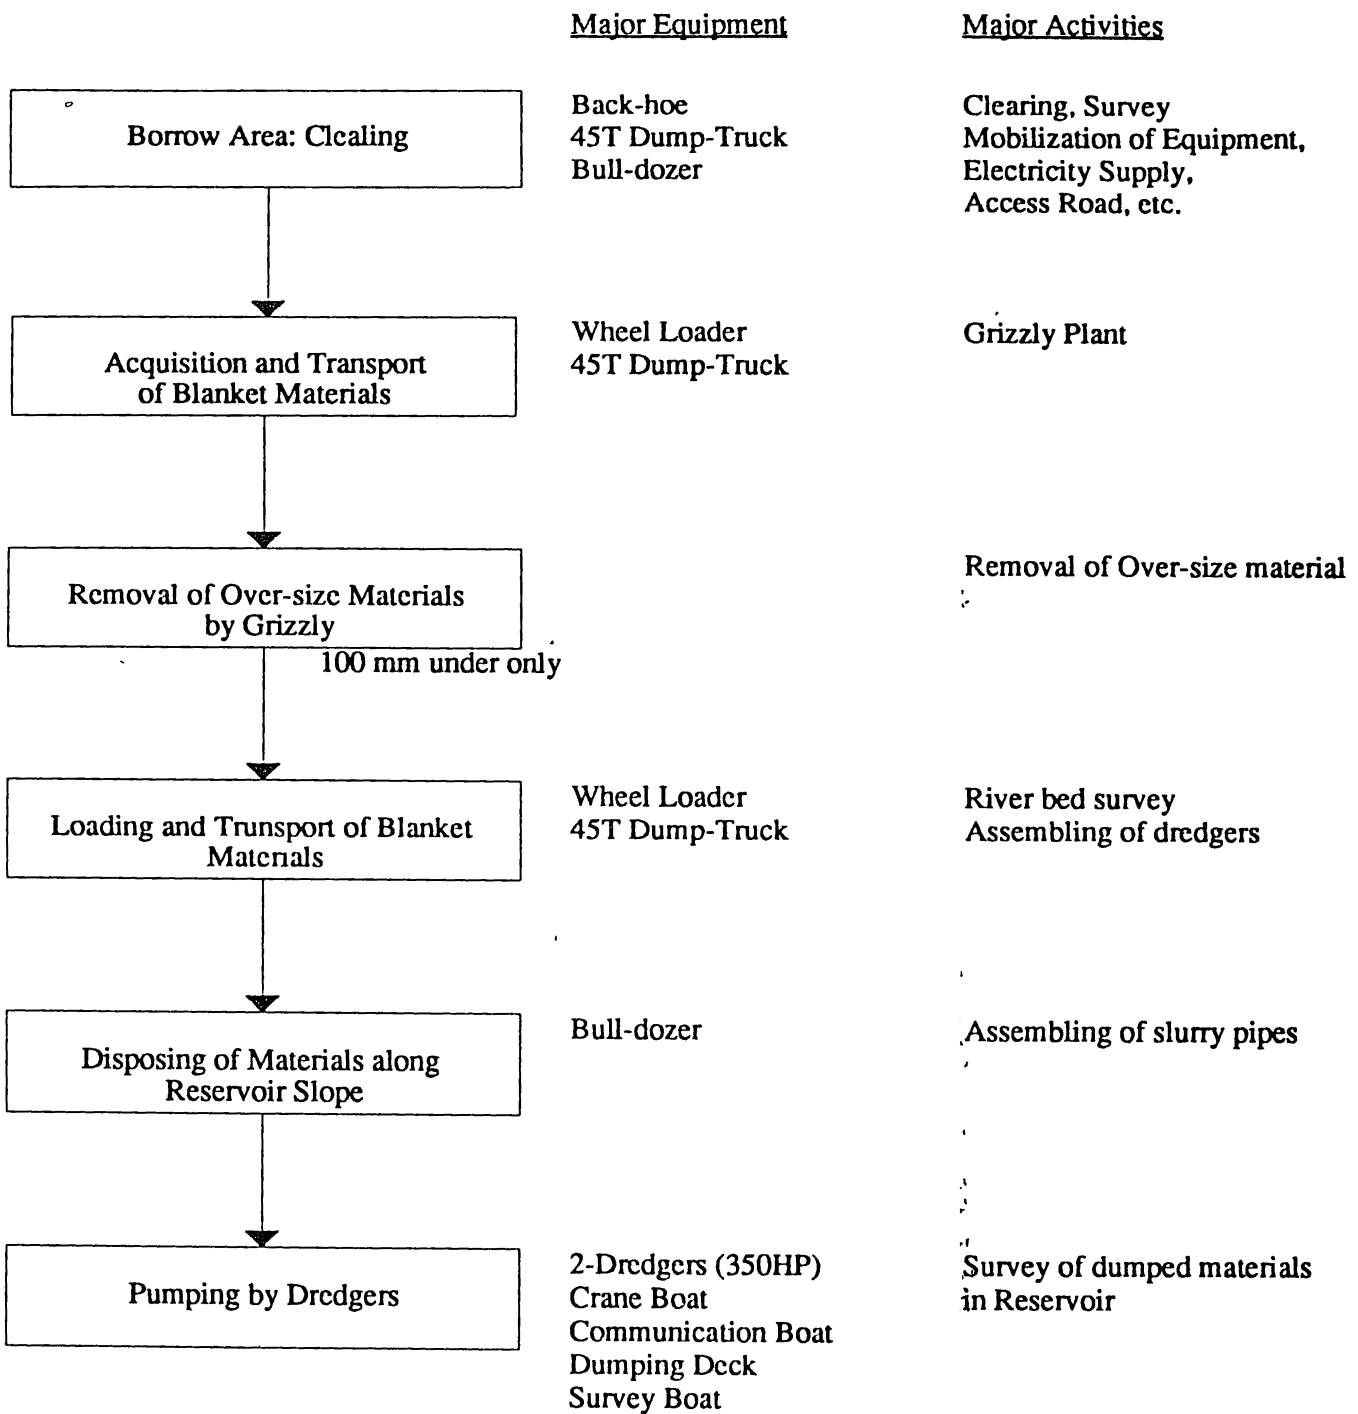 Major Equipment
Major Activities
Borrow Area: Clcaling
Back-hoe
45T Dump-Truck
Bull-dozer
Clearing, Survey
Mobilization of Equipment,
Electricity Supply,
Access Road, etc.
Acquisition and Transport
of Blanket Materials
Wheel Loader
45T Dump-Truck
Grizzly Plant
Removal of Over-size Materials
by Grizzly
100 mm under only
Removal of Over-size material
Loading and Trunsport of Blanket
Materials
Wheel Loader
45T Dump-Truck
River bed survey
Assembling of dredgers
Disposing of Materials along
Reservoir Slope
Bull-dozer
Assembling of slurry pipes
Pumping by Dredgers
2-Dredgers (350HP)
Crane Boat
Communication Boat
Dumping Deck
Survey Boat
Survey of dumped materials
in Reservoir